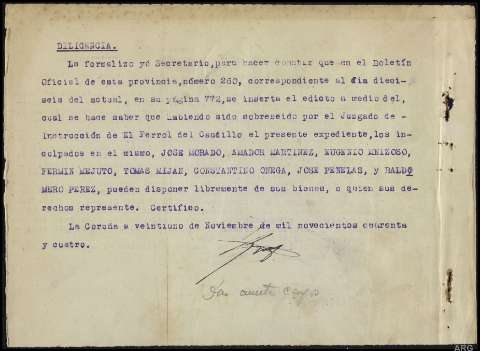 DILIGENCIA.
La formalizo yó Secretario, para hacer constar que en el Boletín
Oficial de esta provincia, número 260, correspondiente al día dieci-
seis del actual, en su página 772, se inserta el edicto a medio del,
cual se hace saber que habiendo sido sobreseido por el Juzgado de -
Instrucción de El Ferrol del Caudillo el presente expediente, los in-
culpados en el mismo, JOSE MORADO, AMADOR MARTINEZ, EUGENIO MEIZOSO,
FERMIN MEJUTO, TOMAS MIJAN, CONSTANTINO ONEGA, JOSE PENELAS, y BALDO
MERO PEREZ, pueden disponer libremente de sus bienes, o quien sus de-
rechos represente. Certifico.
La Coruña a veintiuno de Noviembre de mil novecientos cuarenta
y cuatro.
ARG